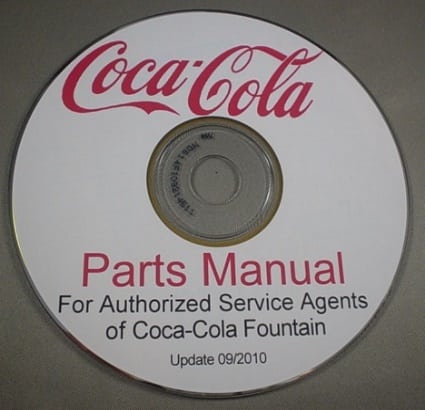 Coca-Cola
Parts Manual
For Authorized Service Agents
of Coca-Cola Fountain
Update 09/2010